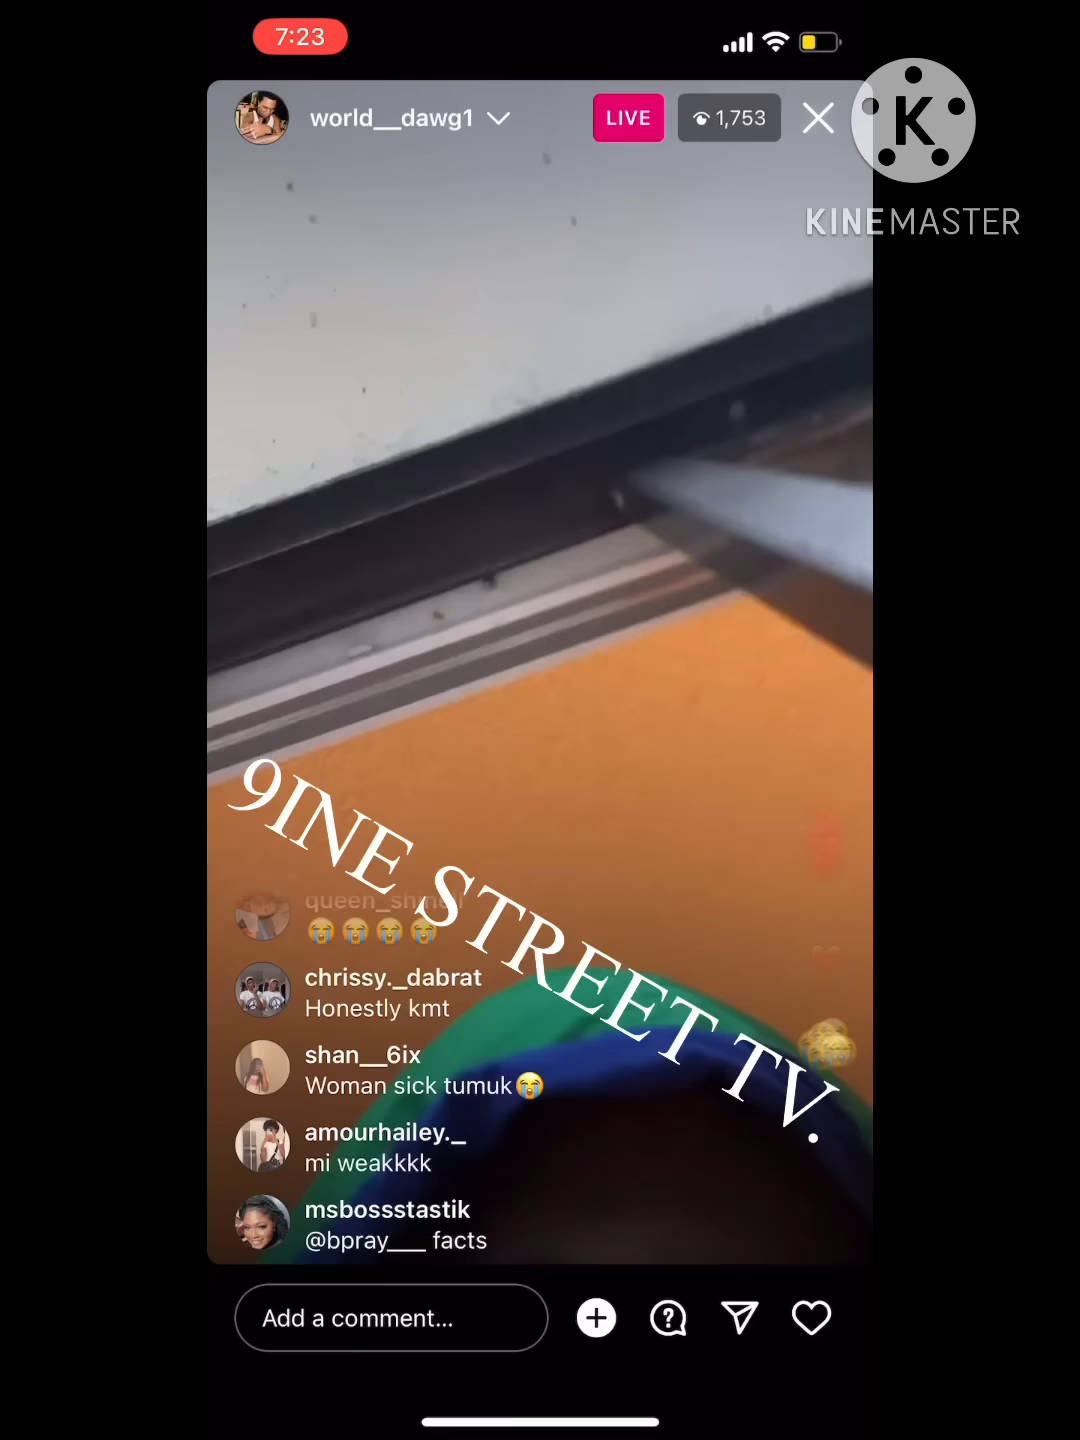 7:23
world__dawg1
LIVE
1,753
K
KINEMASTER
9INE STREET TV.
😭😭😭😭
chrissy._dabrat
Honestly kmt
shan__6ix
Woman sick tumuk😭
amourhailey._
mi weakkkk
msbossstastik
@bpray___ facts
Add a comment...